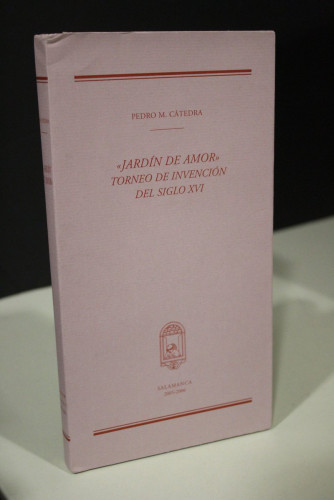 PEDRO M. CÁTEDRA
«JARDÍN DE AMOR»
TORNEO DE INVENCIÓN
DEL SIGLO XVI
SALAMANCA